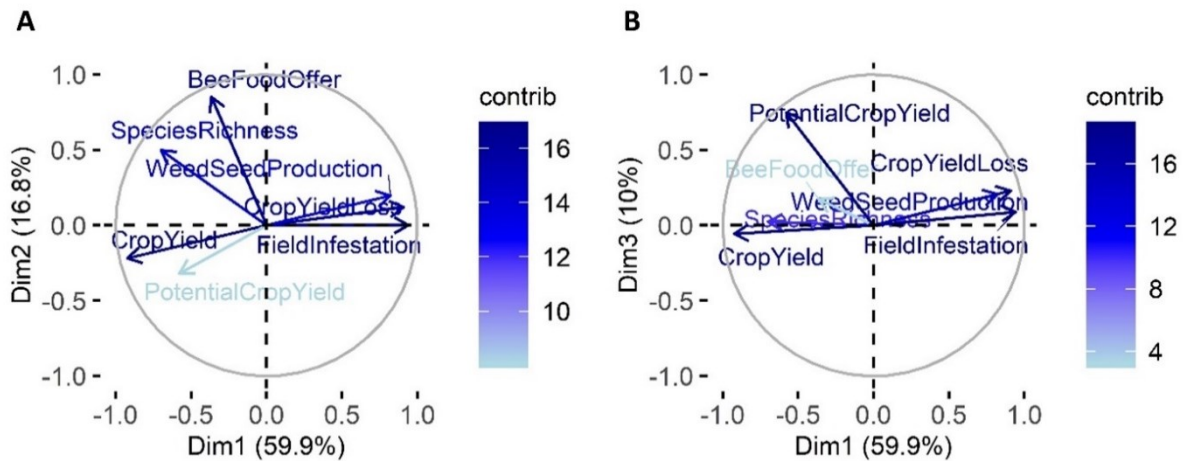 A
1.0
0.5
0.0
-0.5
-1.0
Dim2 (16.8%)
BeeFoodOffer
SpeciesRichness
WeedSeedProduction
CropYieldLoss
CropYield
FieldInfestation
PotentialCropYield
-1.0 -0.5 0.0 0.5 1.0
Dim1 (59.9%)
contrib
16
14
12
10
B
1.0
0.5
0.0
-0.5
-1.0
Dim3 (10%)
PotentialCropYield
BeeFoodOffer
CropYieldLoss
WeedSeedProduction
SpeciesRichness
FieldInfestation
CropYield
-1.0 -0.5 0.0 0.5 1.0
Dim1 (59.9%)
contrib
16
12
8
4